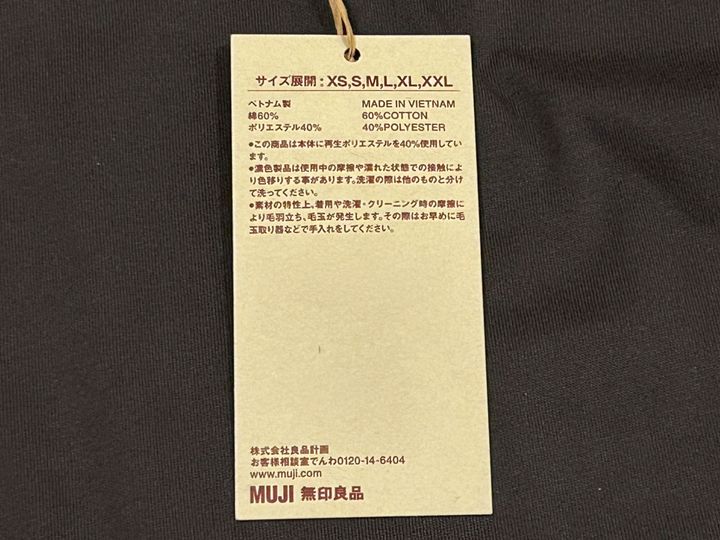 サイズ展開：XS,S,M,L,XL,XXL
ベトナム製 MADE IN VIETNAM
綿60% 60%COTTON
ポリエステル40% 40%POLYESTER
●この商品は本体に再生ポリエステルを40%使用してい
ます。
●濃色製品は使用中の摩擦や濡れた状態での接触によ
り色移りする事があります。洗濯の際は他のものと分け
て洗ってください。
●素材の特性上、着用や洗濯・クリーニング時の摩擦に
より毛羽立ち、毛玉が発生します。その際はお早めに毛
玉取り器などで手入れをしてください。
株式会社良品計画
お客様相談室でんわ0120-14-6404
www.muji.com
MUJI 無印良品